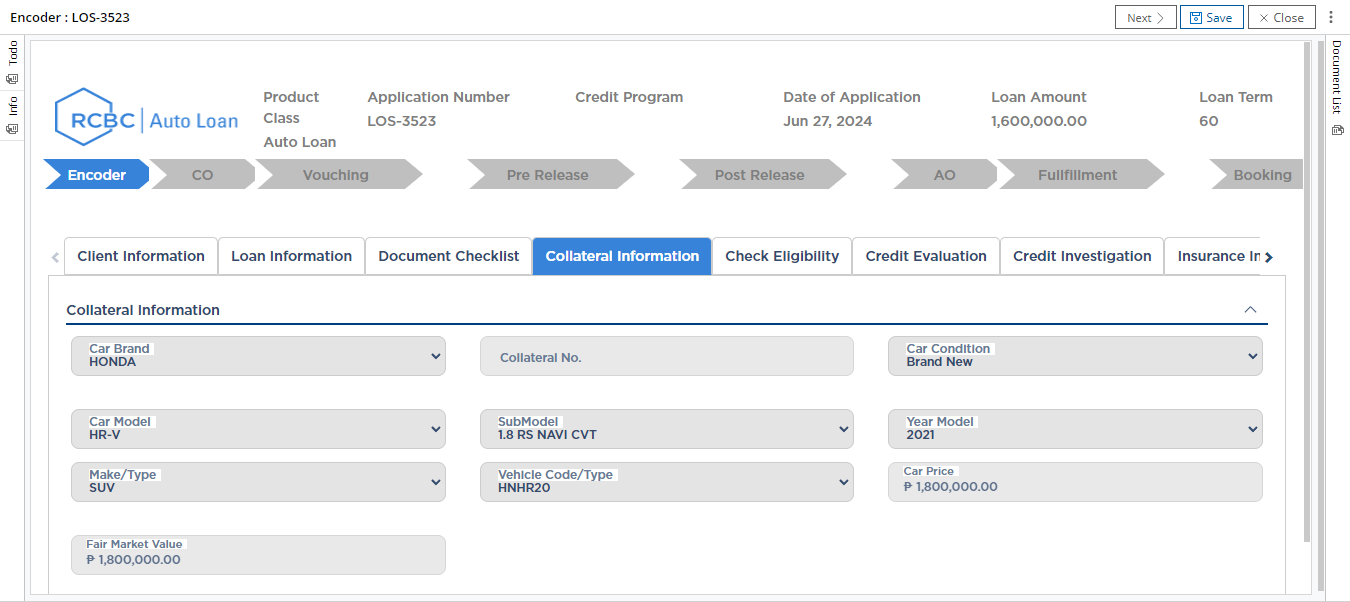 Encoder : LOS-3523
Next
Save
Close
Todo
Info
Document List
RCBC Auto Loan
Product Class
Auto Loan
Application Number
LOS-3523
Credit Program
Date of Application
Jun 27, 2024
Loan Amount
1,600,000.00
Loan Term
60
Encoder
CO
Vouching
Pre Release
Post Release
AO
Fullfillment
Booking
Client Information
Loan Information
Document Checklist
Collateral Information
Check Eligibility
Credit Evaluation
Credit Investigation
Insurance In
Collateral Information
Car Brand
HONDA
Collateral No.
Car Condition
Brand New
Car Model
HR-V
SubModel
1.8 RS NAVI CVT
Year Model
2021
Make/Type
SUV
Vehicle Code/Type
HNHR20
Car Price
₱ 1,800,000.00
Fair Market Value
₱ 1,800,000.00